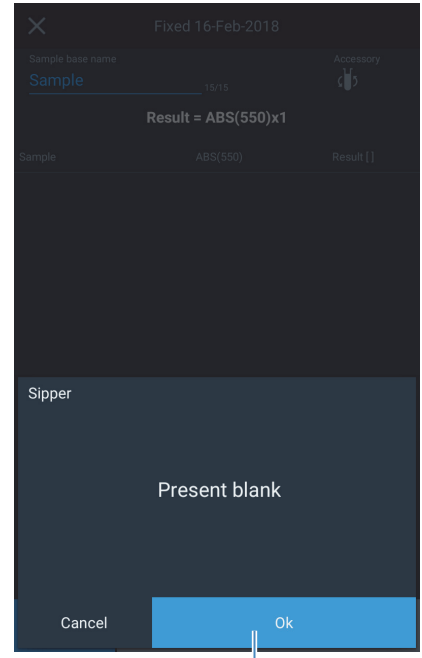 Fixed 16-Feb-2018
Sample base name
Accessory
Sample
15/15
Result = ABS(550)x1
Sample ABS(550) Result [ ]
Sipper
Present blank
Cancel Ok